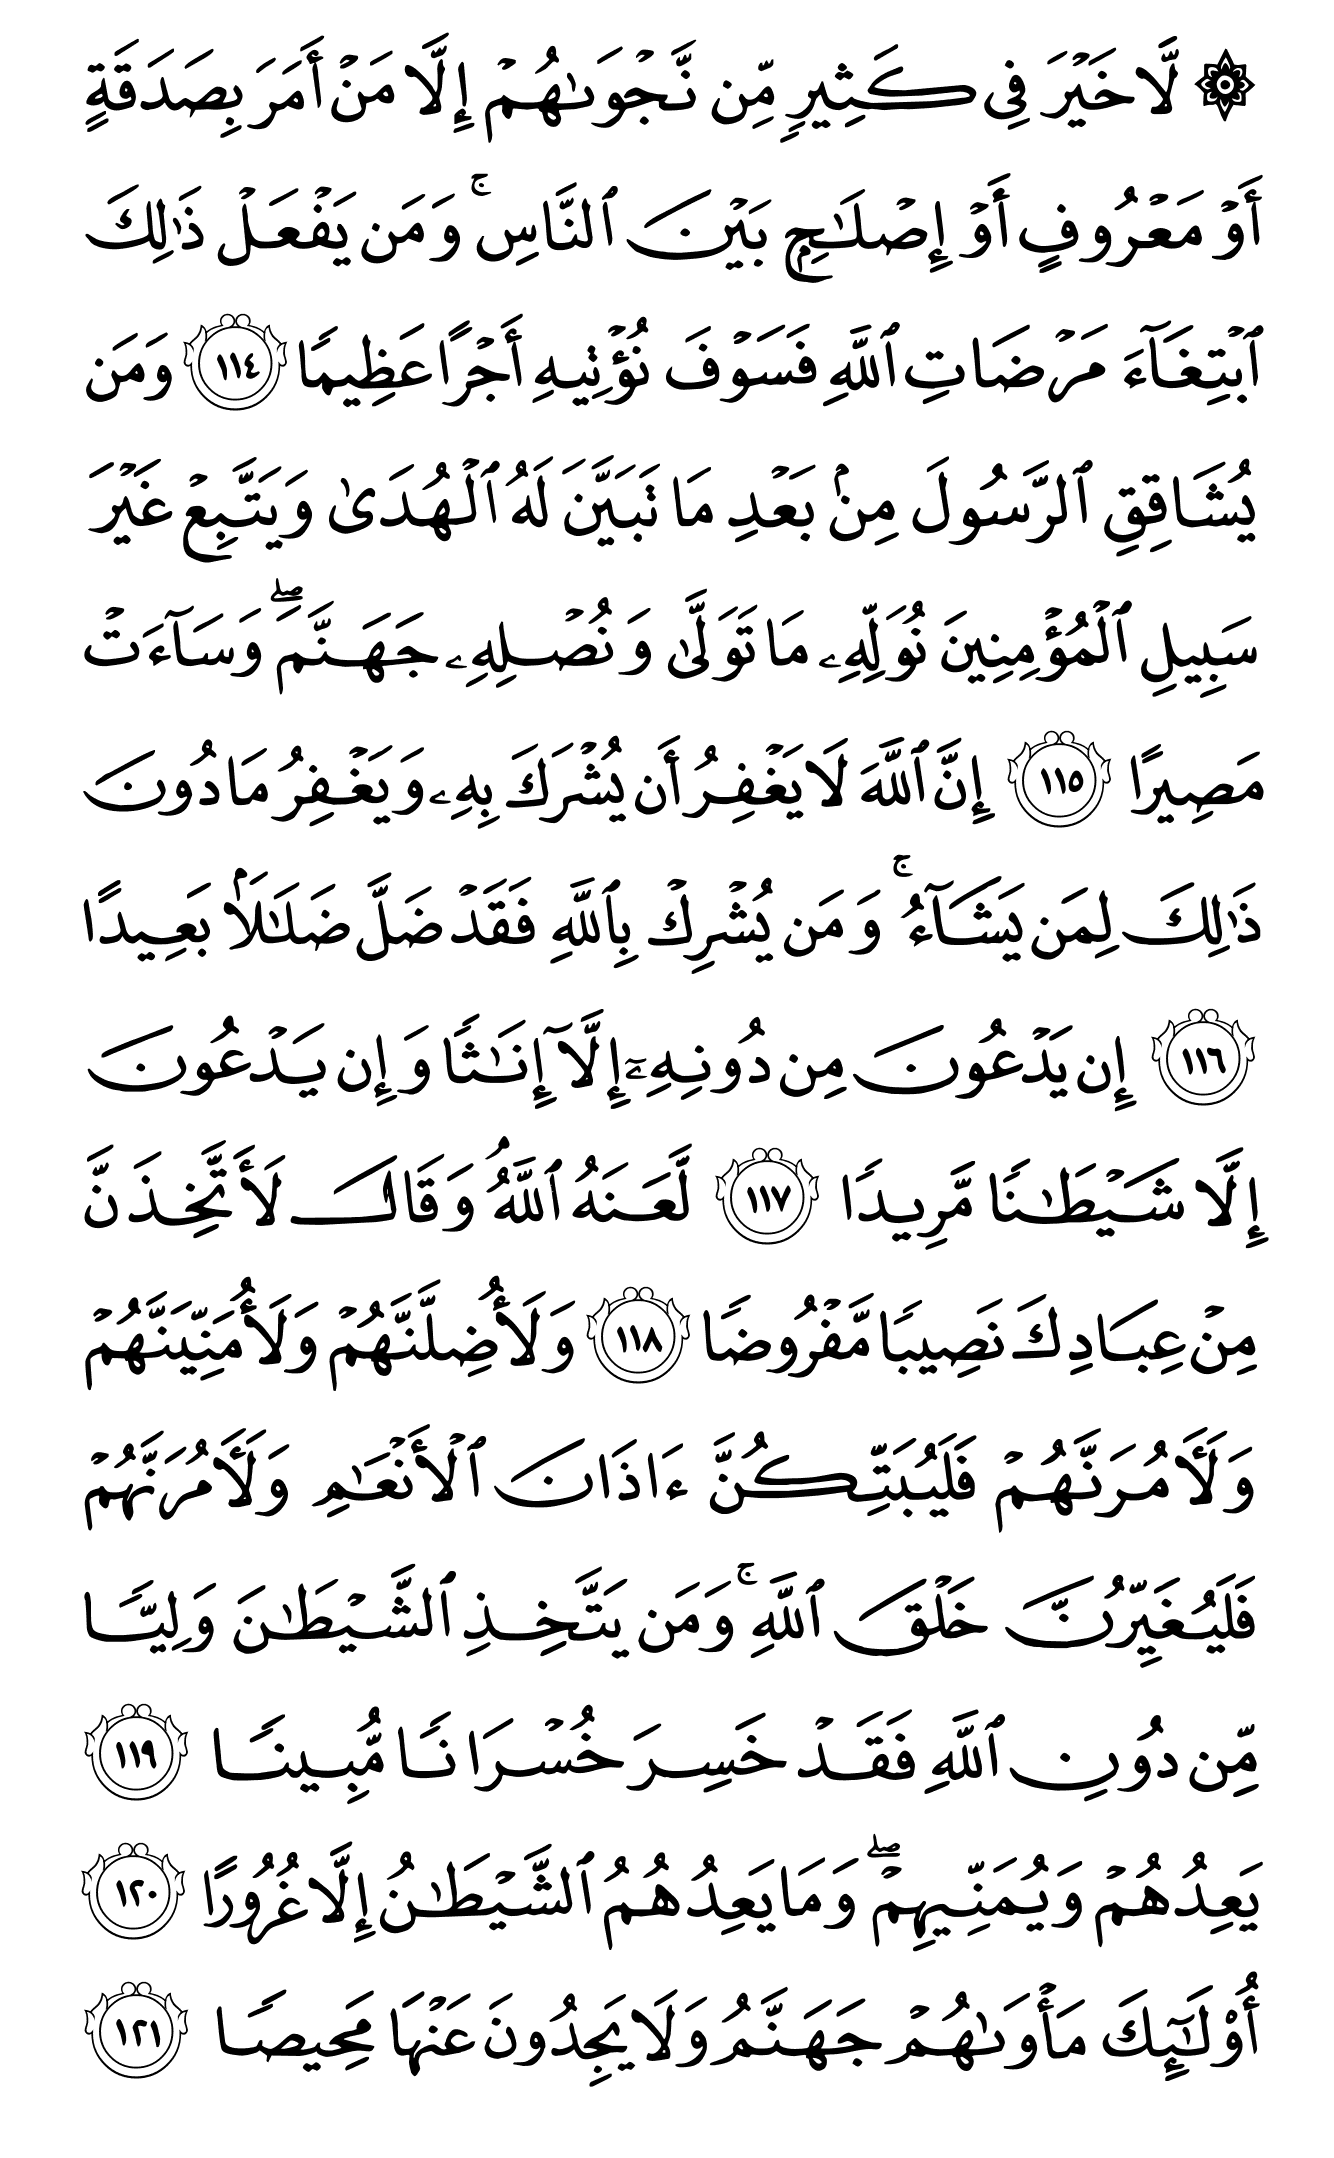 ۞ لَّا خَيْرَ فِى كَثِيرٍ مِّن نَّجْوَىٰهُمْ إِلَّا مَنْ أَمَرَ بِصَدَقَةٍ
أَوْ مَعْرُوفٍ أَوْ إِصْلَـٰحٍۭ بَيْنَ ٱلنَّاسِ ۚ وَمَن يَفْعَلْ ذَٰلِكَ
ٱبْتِغَآءَ مَرْضَاتِ ٱللَّهِ فَسَوْفَ نُؤْتِيهِ أَجْرًا عَظِيمًا ١١٤ وَمَن
يُشَاقِقِ ٱلرَّسُولَ مِنۢ بَعْدِ مَا تَبَيَّنَ لَهُ ٱلْهُدَىٰ وَيَتَّبِعْ غَيْرَ
سَبِيلِ ٱلْمُؤْمِنِينَ نُوَلِّهِۦ مَا تَوَلَّىٰ وَنُصْلِهِۦ جَهَنَّمَ ۖ وَسَآءَتْ
مَصِيرًا ١١٥ إِنَّ ٱللَّهَ لَا يَغْفِرُ أَن يُشْرَكَ بِهِۦ وَيَغْفِرُ مَا دُونَ
ذَٰلِكَ لِمَن يَشَآءُ ۚ وَمَن يُشْرِكْ بِٱللَّهِ فَقَدْ ضَلَّ ضَلَـٰلًۢا بَعِيدًا
١١٦ إِن يَدْعُونَ مِن دُونِهِۦٓ إِلَّآ إِنَـٰثًا وَإِن يَدْعُونَ
إِلَّا شَيْطَـٰنًا مَّرِيدًا ١١٧ لَّعَنَهُ ٱللَّهُ ۘ وَقَالَ لَأَتَّخِذَنَّ
مِنْ عِبَادِكَ نَصِيبًا مَّفْرُوضًا ١١٨ وَلَأُضِلَّنَّهُمْ وَلَأُمَنِّيَنَّهُمْ
وَلَـَٔامُرَنَّهُمْ فَلَيُبَتِّكُنَّ ءَاذَانَ ٱلْأَنْعَـٰمِ وَلَـَٔامُرَنَّهُمْ
فَلَيُغَيِّرُنَّ خَلْقَ ٱللَّهِ ۚ وَمَن يَتَّخِذِ ٱلشَّيْطَـٰنَ وَلِيًّا
مِّن دُونِ ٱللَّهِ فَقَدْ خَسِرَ خُسْرَانًا مُّبِينًا ١١٩
يَعِدُهُمْ وَيُمَنِّيهِمْ ۖ وَمَا يَعِدُهُمُ ٱلشَّيْطَـٰنُ إِلَّا غُرُورًا ١٢٠
أُو۟لَـٰٓئِكَ مَأْوَىٰهُمْ جَهَنَّمُ وَلَا يَجِدُونَ عَنْهَا مَحِيصًا ١٢١